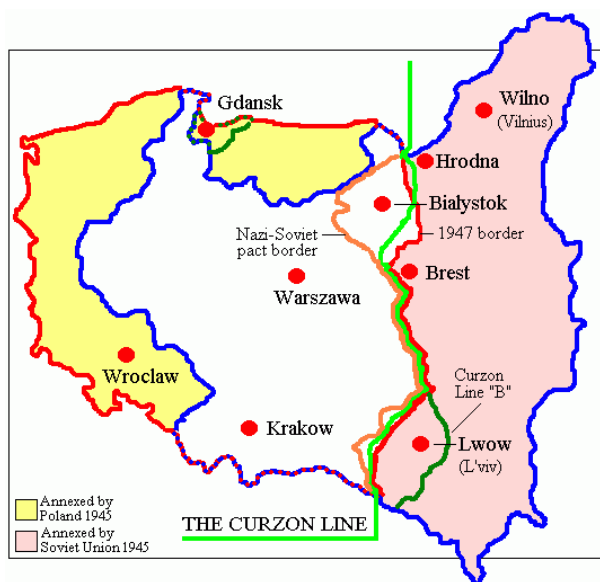 Gdansk
Wilno
(Vilnius)
Hrodna
Bialystok
Nazi-Soviet
pact border
1947 border
Brest
Warszawa
Wroclaw
Curzon
Line "B"
Krakow
Lwow
(L'viv)
Annexed by
Poland 1945
THE CURZON LINE
Annexed by
Soviet Union 1945